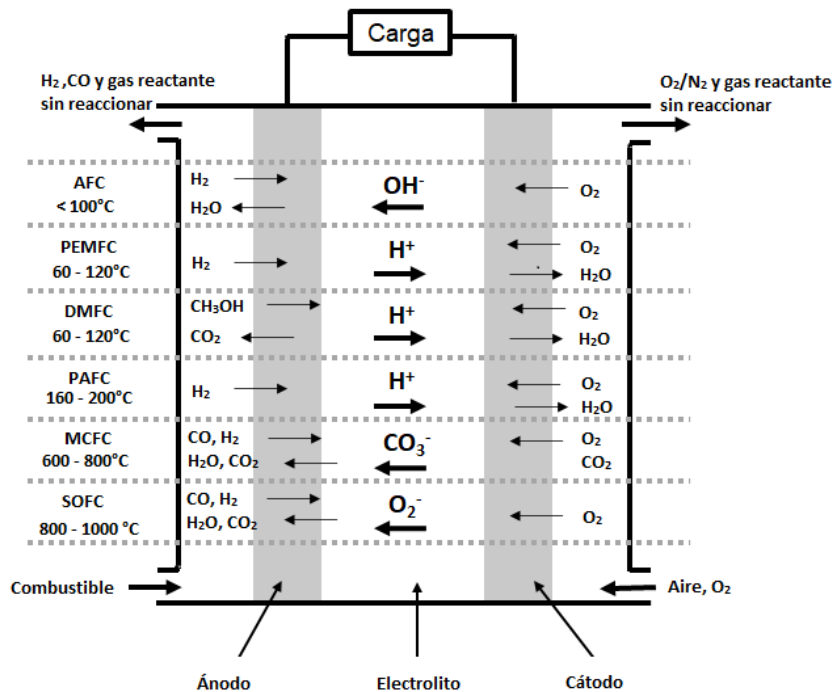 Carga
H₂ ,CO y gas reactante
sin reaccionar
O₂/N₂ y gas reactante
sin reaccionar
AFC
< 100°C
H₂
H₂O
OH⁻
O₂
PEMFC
60 - 120°C
H₂
H⁺
O₂
H₂O
DMFC
60 - 120°C
CH₃OH
CO₂
H⁺
O₂
H₂O
PAFC
160 - 200°C
H₂
H⁺
O₂
H₂O
MCFC
600 - 800°C
CO, H₂
H₂O, CO₂
CO₃⁻
O₂
CO₂
SOFC
800 - 1000 °C
CO, H₂
H₂O, CO₂
O₂⁻
O₂
Combustible
Aire, O₂
Ánodo
Electrolito
Cátodo